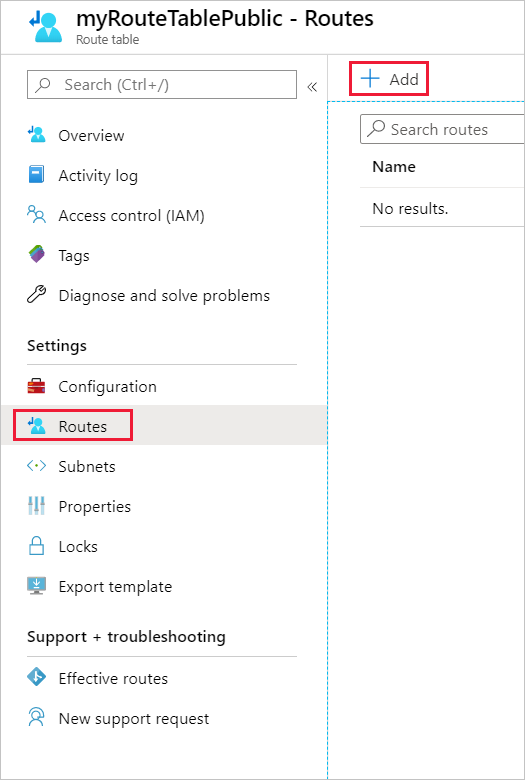 myRouteTablePublic - Routes
Route table
Search (Ctrl+/)
«
Overview
Activity log
Access control (IAM)
Tags
Diagnose and solve problems
Settings
Configuration
Routes
Subnets
Properties
Locks
Export template
Support + troubleshooting
Effective routes
New support request
+ Add
Search routes
Name
No results.